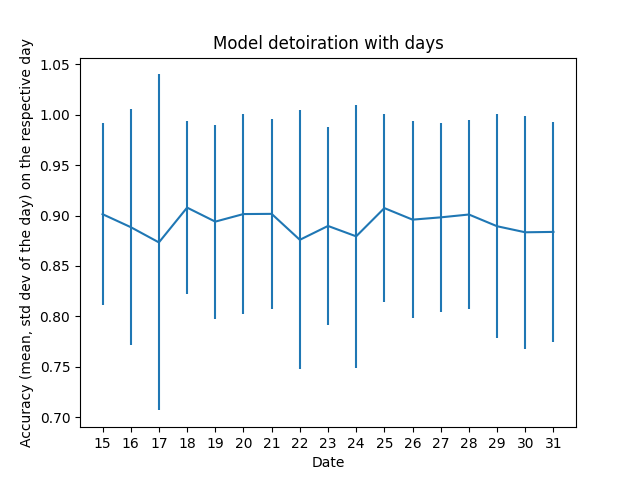 Model detoiration with days
Accuracy (mean, std dev of the day) on the respective day
1.05
1.00
0.95
0.90
0.85
0.80
0.75
0.70
15 16 17 18 19 20 21 22 23 24 25 26 27 28 29 30 31
Date